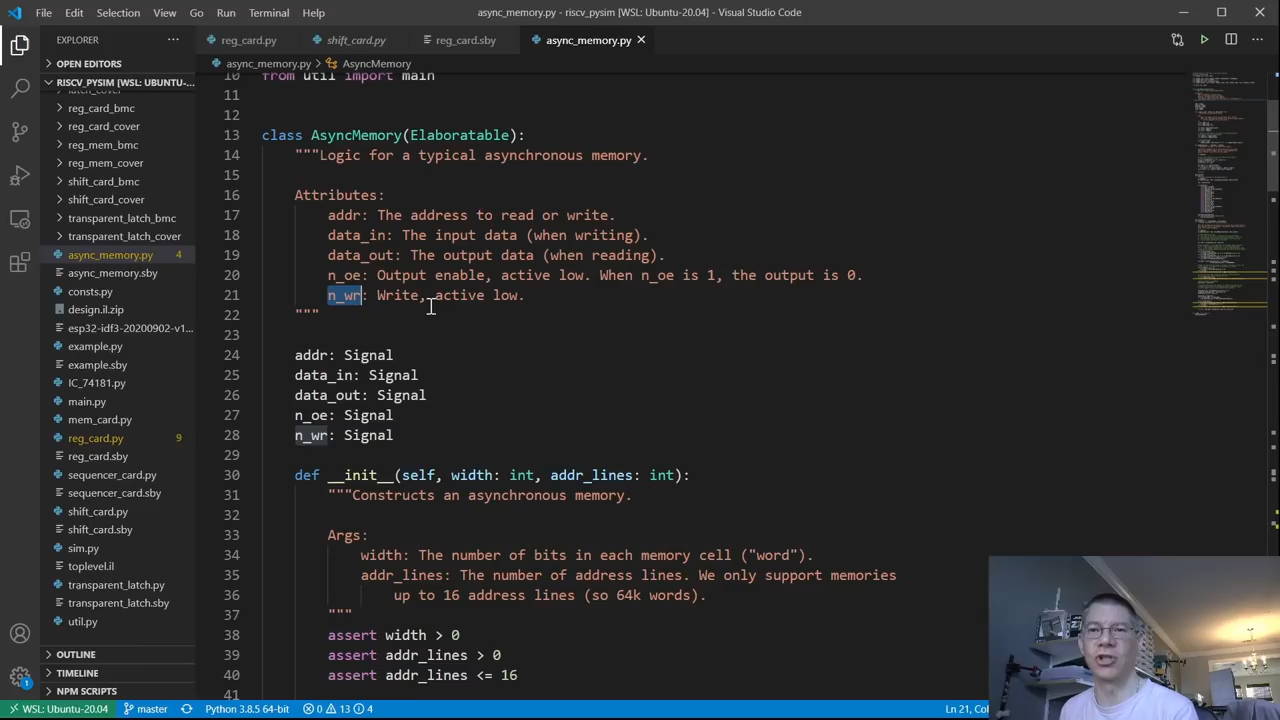 File Edit Selection View Go Run Terminal Help
async_memory.py - riscv_pysim [WSL: Ubuntu-20.04] - Visual Studio Code
EXPLORER
OPEN EDITORS
RISCV_PYSIM [WSL: UBUNTU-...
reg_card_bmc
reg_card_cover
reg_mem_bmc
reg_mem_cover
shift_card_bmc
shift_card_cover
transparent_latch_bmc
transparent_latch_cover
async_memory.py 4
async_memory.sby
consts.py
design.il.zip
esp32-idf3-20200902-v1...
example.py
example.sby
IC_74181.py
main.py
mem_card.py
reg_card.py 9
reg_card.sby
sequencer_card.py
sequencer_card.sby
shift_card.py
shift_card.sby
sim.py
toplevel.il
transparent_latch.py
transparent_latch.sby
util.py
OUTLINE
TIMELINE
NPM SCRIPTS
reg_card.py shift_card.py reg_card.sby async_memory.py
async_memory.py > AsyncMemory
10 from util import main
11
12
13 class AsyncMemory(Elaboratable):
14 """Logic for a typical asynchronous memory.
15
16 Attributes:
17 addr: The address to read or write.
18 data_in: The input data (when writing).
19 data_out: The output data (when reading).
20 n_oe: Output enable, active low. When n_oe is 1, the output is 0.
21 n_wr: Write, active low.
22 """
23
24 addr: Signal
25 data_in: Signal
26 data_out: Signal
27 n_oe: Signal
28 n_wr: Signal
29
30 def __init__(self, width: int, addr_lines: int):
31 """Constructs an asynchronous memory.
32
33 Args:
34 width: The number of bits in each memory cell ("word").
35 addr_lines: The number of address lines. We only support memories
36 up to 16 address lines (so 64k words).
37 """
38 assert width > 0
39 assert addr_lines > 0
40 assert addr_lines <= 16
41
1
WSL: Ubuntu-20.04 master Python 3.8.5 64-bit 0 13 4 Ln 21, Col